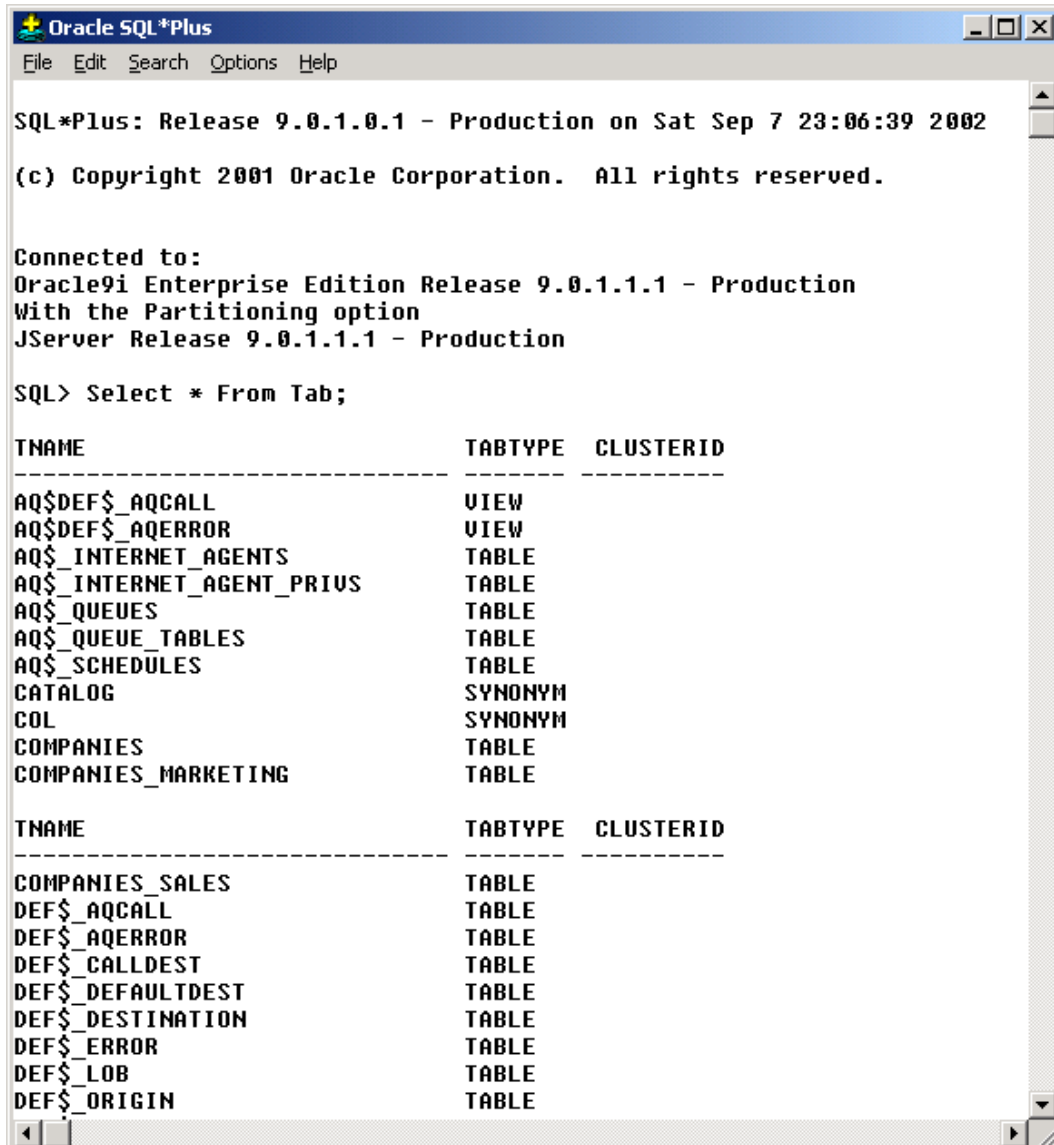 Oracle SQL*Plus
File Edit Search Options Help
SQL*Plus: Release 9.0.1.0.1 - Production on Sat Sep 7 23:06:39 2002
(c) Copyright 2001 Oracle Corporation.  All rights reserved.
Connected to:
Oracle9i Enterprise Edition Release 9.0.1.1.1 - Production
With the Partitioning option
JServer Release 9.0.1.1.1 - Production
SQL> Select * From Tab;
TNAME                          TABTYPE  CLUSTERID
------------------------------ ------- ----------
AQ$DEF$_AQCALL                 VIEW
AQ$DEF$_AQERROR                VIEW
AQ$_INTERNET_AGENTS            TABLE
AQ$_INTERNET_AGENT_PRIVS       TABLE
AQ$_QUEUES                     TABLE
AQ$_QUEUE_TABLES               TABLE
AQ$_SCHEDULES                  TABLE
CATALOG                        SYNONYM
COL                            SYNONYM
COMPANIES                      TABLE
COMPANIES_MARKETING            TABLE
TNAME                          TABTYPE  CLUSTERID
------------------------------ ------- ----------
COMPANIES_SALES                TABLE
DEF$_AQCALL                    TABLE
DEF$_AQERROR                   TABLE
DEF$_CALLDEST                  TABLE
DEF$_DEFAULTDEST               TABLE
DEF$_DESTINATION               TABLE
DEF$_ERROR                     TABLE
DEF$_LOB                       TABLE
DEF$_ORIGIN                    TABLE